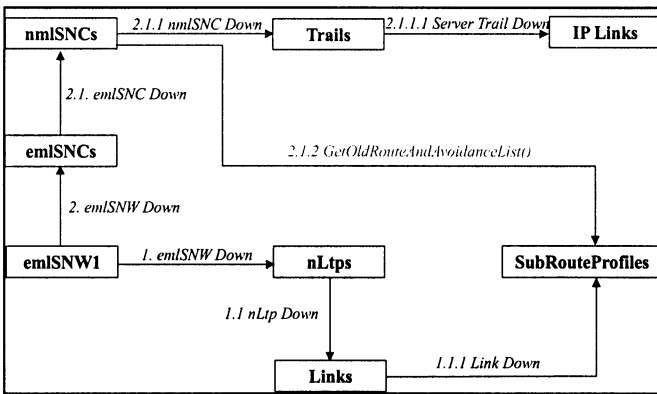 2.1.1 nmlSNC Down
2.1.1.1 Server Trail Down
nmlSNCs
Trails
IP Links
2.1. emlSNC Down
emlSNCs
2.1.2 GetOldRouteAndAvoidanceList()
2. emlSNW Down
emlSNW1
1. emlSNW Down
nLtps
SubRouteProfiles
1.1 nLtp Down
1.1.1 Link Down
Links